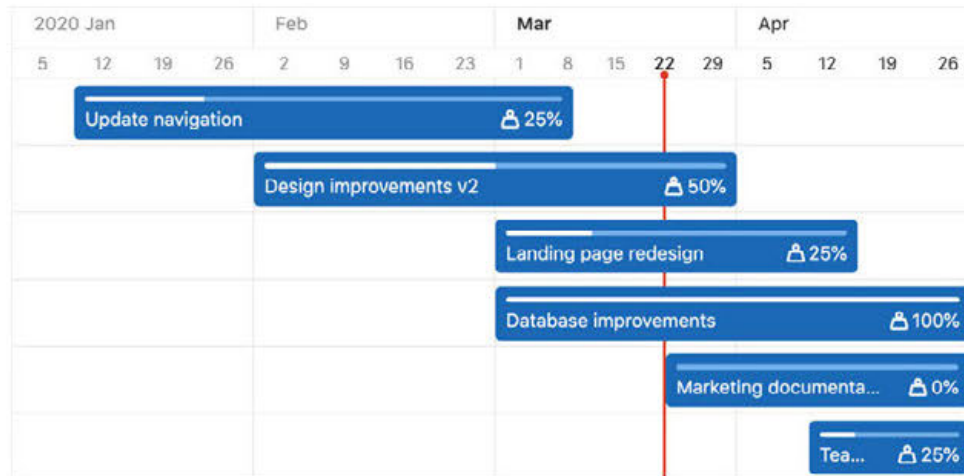 2020 Jan Feb Mar Apr
5 12 19 26 2 9 16 23 1 8 15 22 29 5 12 19 26
Update navigation 25%
Design improvements v2 50%
Landing page redesign 25%
Database improvements 100%
Marketing documenta... 0%
Tea... 25%